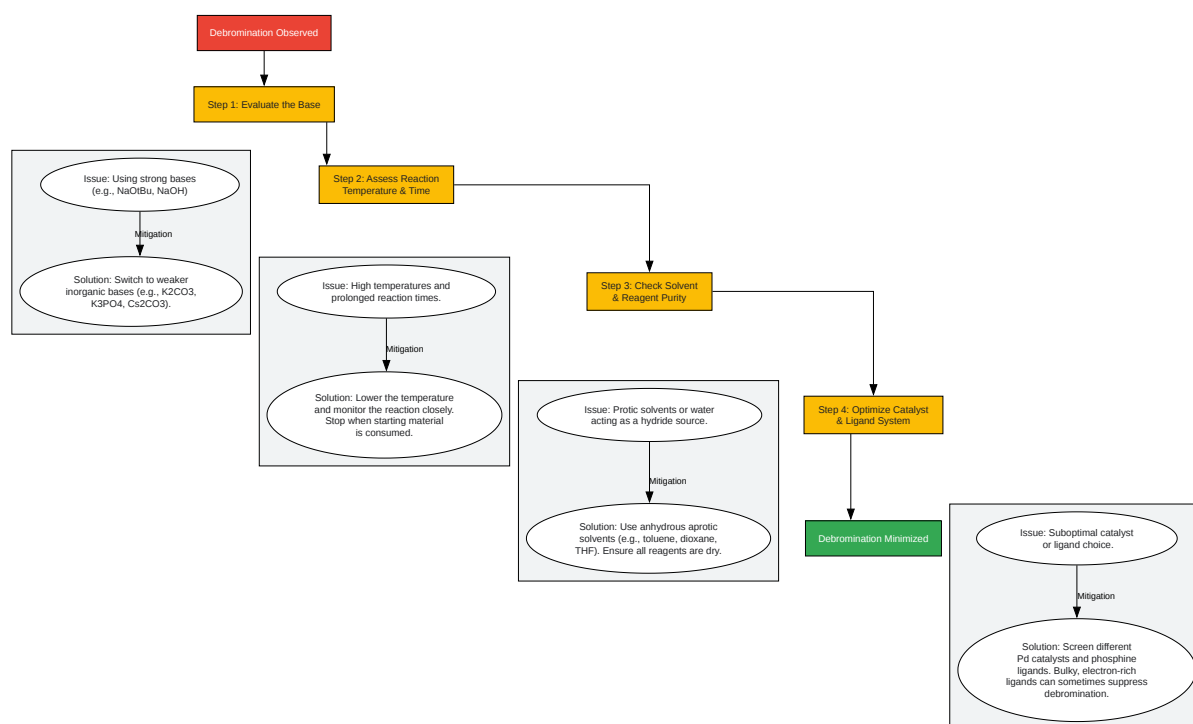 Debromination Observed
Step 1: Evaluate the Base
Issue: Using strong bases
(e.g., NaOtBu, NaOH)
Mitigation
Solution: Switch to weaker
inorganic bases (e.g., K2CO3,
K3PO4, Cs2CO3).
Step 2: Assess Reaction
Temperature & Time
Issue: High temperatures and
prolonged reaction times.
Mitigation
Solution: Lower the temperature
and monitor the reaction closely.
Stop when starting material
is consumed.
Step 3: Check Solvent
& Reagent Purity
Issue: Protic solvents or water
acting as a hydride source.
Mitigation
Solution: Use anhydrous aprotic
solvents (e.g., toluene, dioxane,
THF). Ensure all reagents are dry.
Step 4: Optimize Catalyst
& Ligand System
Debromination Minimized
Issue: Suboptimal catalyst
or ligand choice.
Mitigation
Solution: Screen different
Pd catalysts and phosphine
ligands. Bulky, electron-rich
ligands can sometimes suppress
debromination.